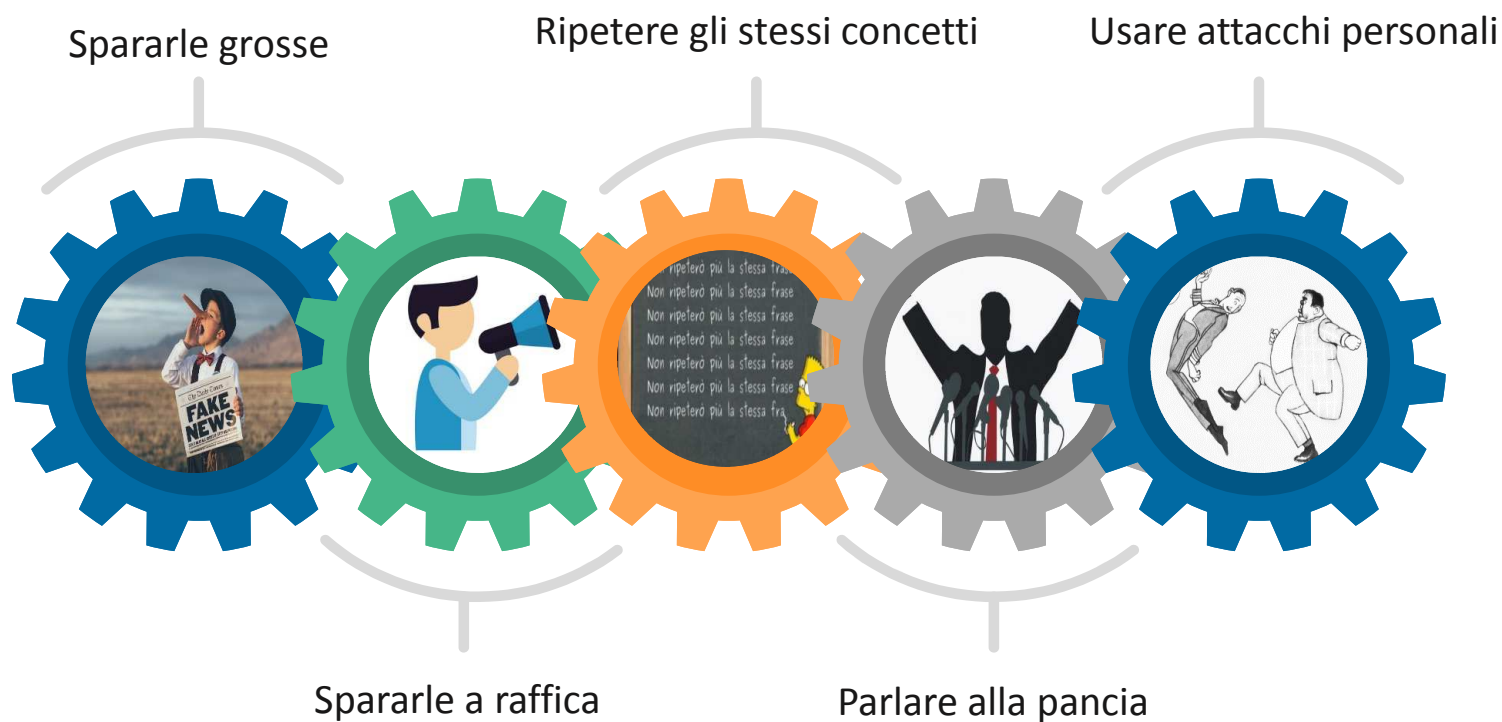 Spararle grosse
Ripetere gli stessi concetti
Usare attacchi personali
FAKE
NEWS
ripeterò più la stessa frase
Non ripeterò più la stessa frase
Non ripeterò più la stessa frase
Non ripeterò più la stessa frase
Non ripeterò più la stessa frase
Non ripeterò più la stessa frase
Non ripeterò più la stessa fra
Spararle a raffica
Parlare alla pancia